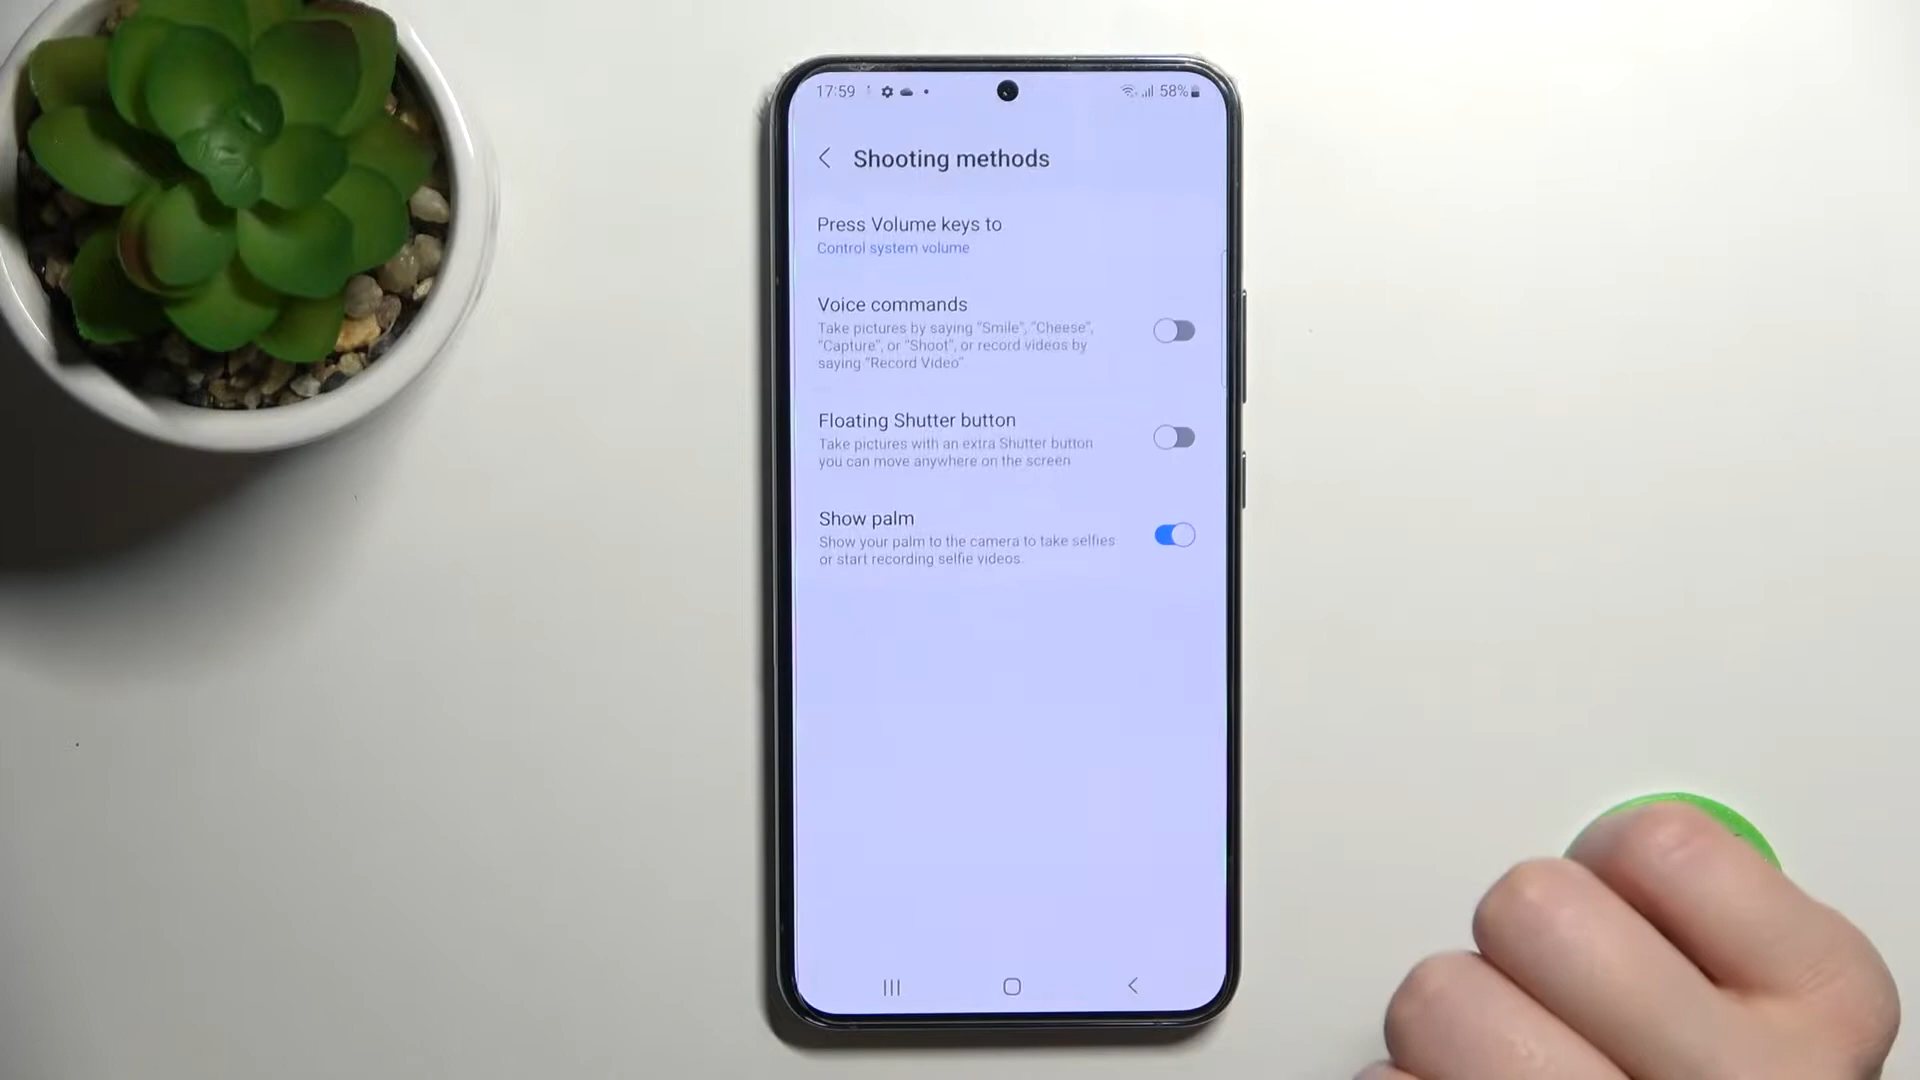 17:59
58%
Shooting methods
Press Volume keys to
Control system volume
Voice commands
Take pictures by saying "Smile", "Cheese",
"Capture", or "Shoot", or record videos by
saying "Record Video"
Floating Shutter button
Take pictures with an extra Shutter button
you can move anywhere on the screen
Show palm
Show your palm to the camera to take selfies
or start recording selfie videos.